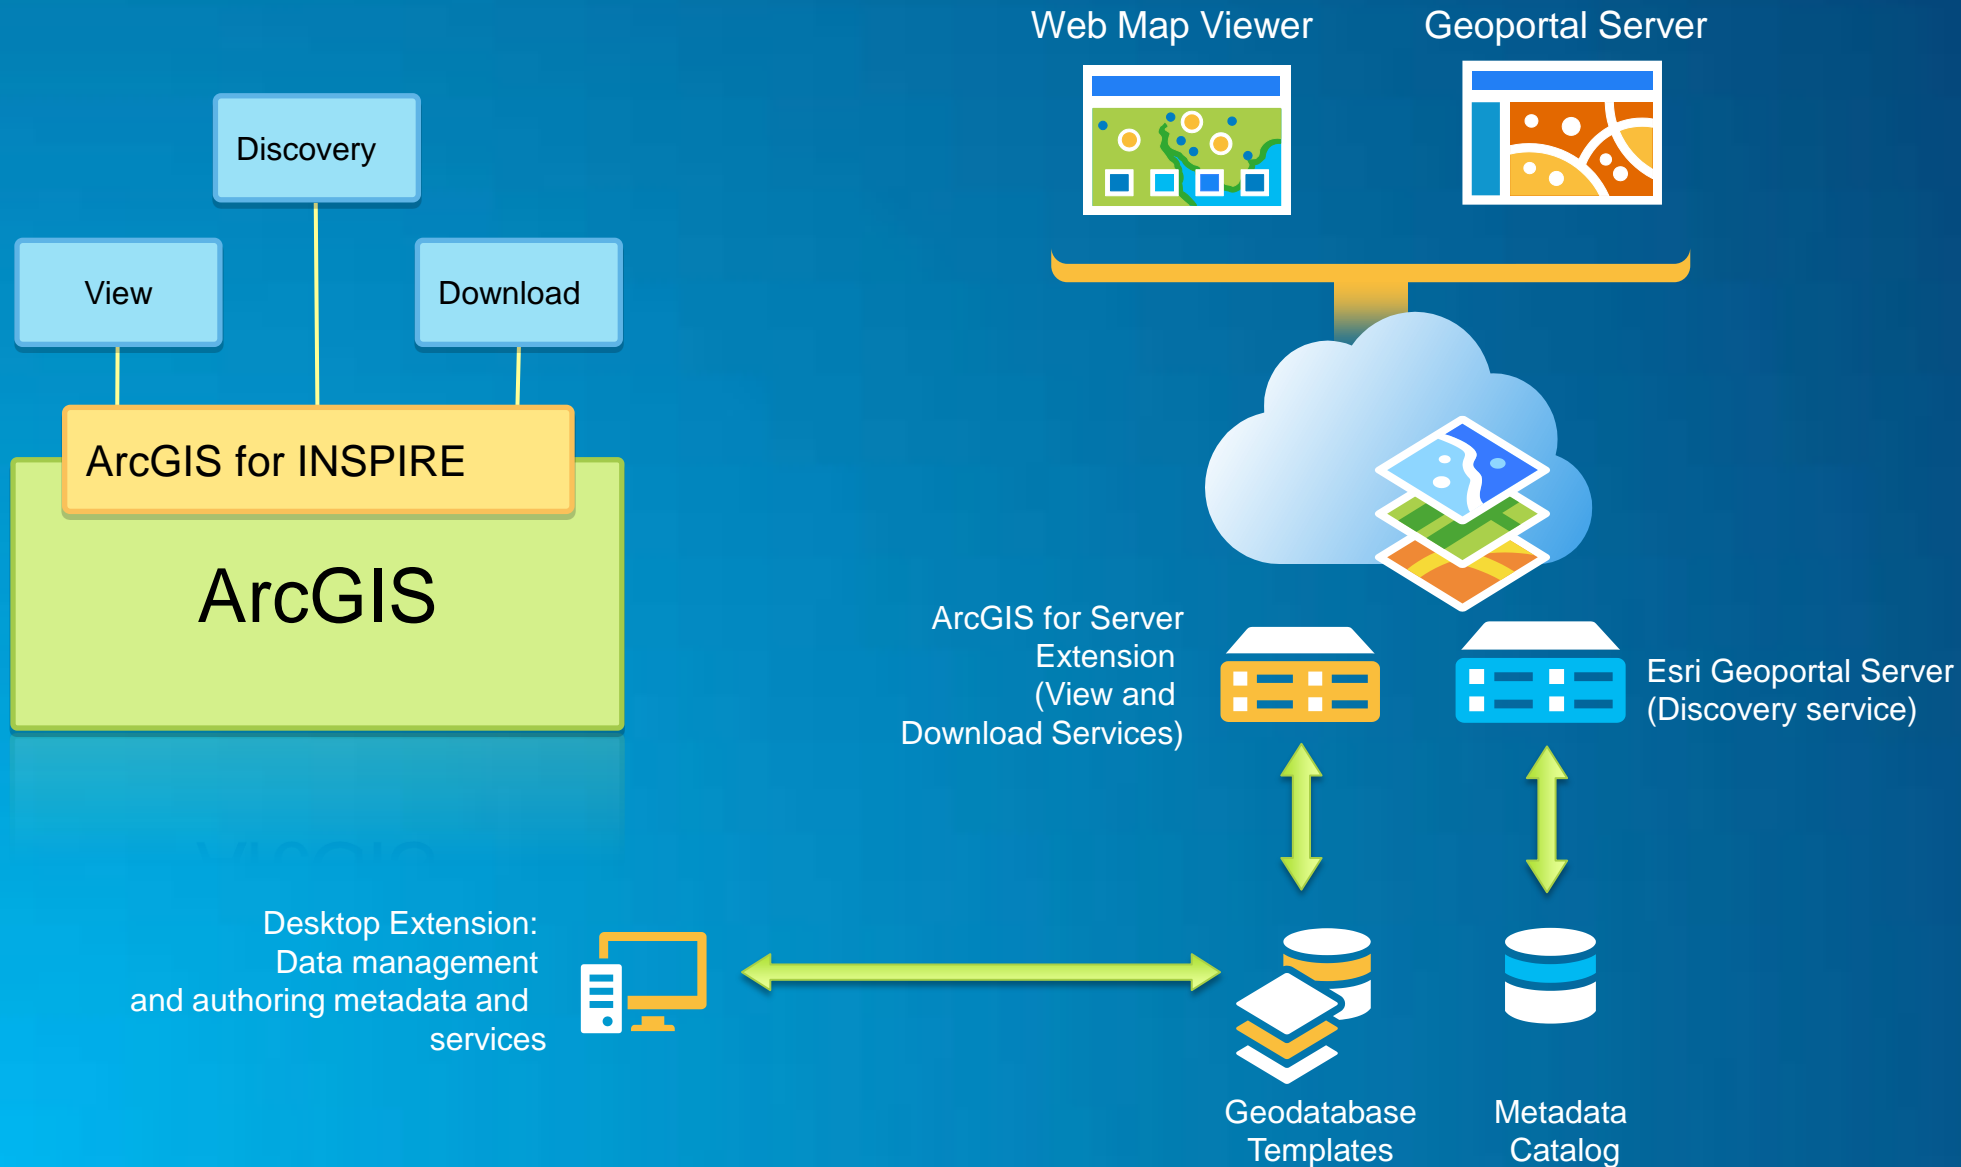 Web Map Viewer
Geoportal Server
Discovery
View
Download
ArcGIS for INSPIRE
ArcGIS
ArcGIS for Server
Extension
(View and
Download Services)
Esri Geoportal Server
(Discovery service)
Desktop Extension:
Data management
and authoring metadata and
services
Geodatabase
Templates
Metadata
Catalog